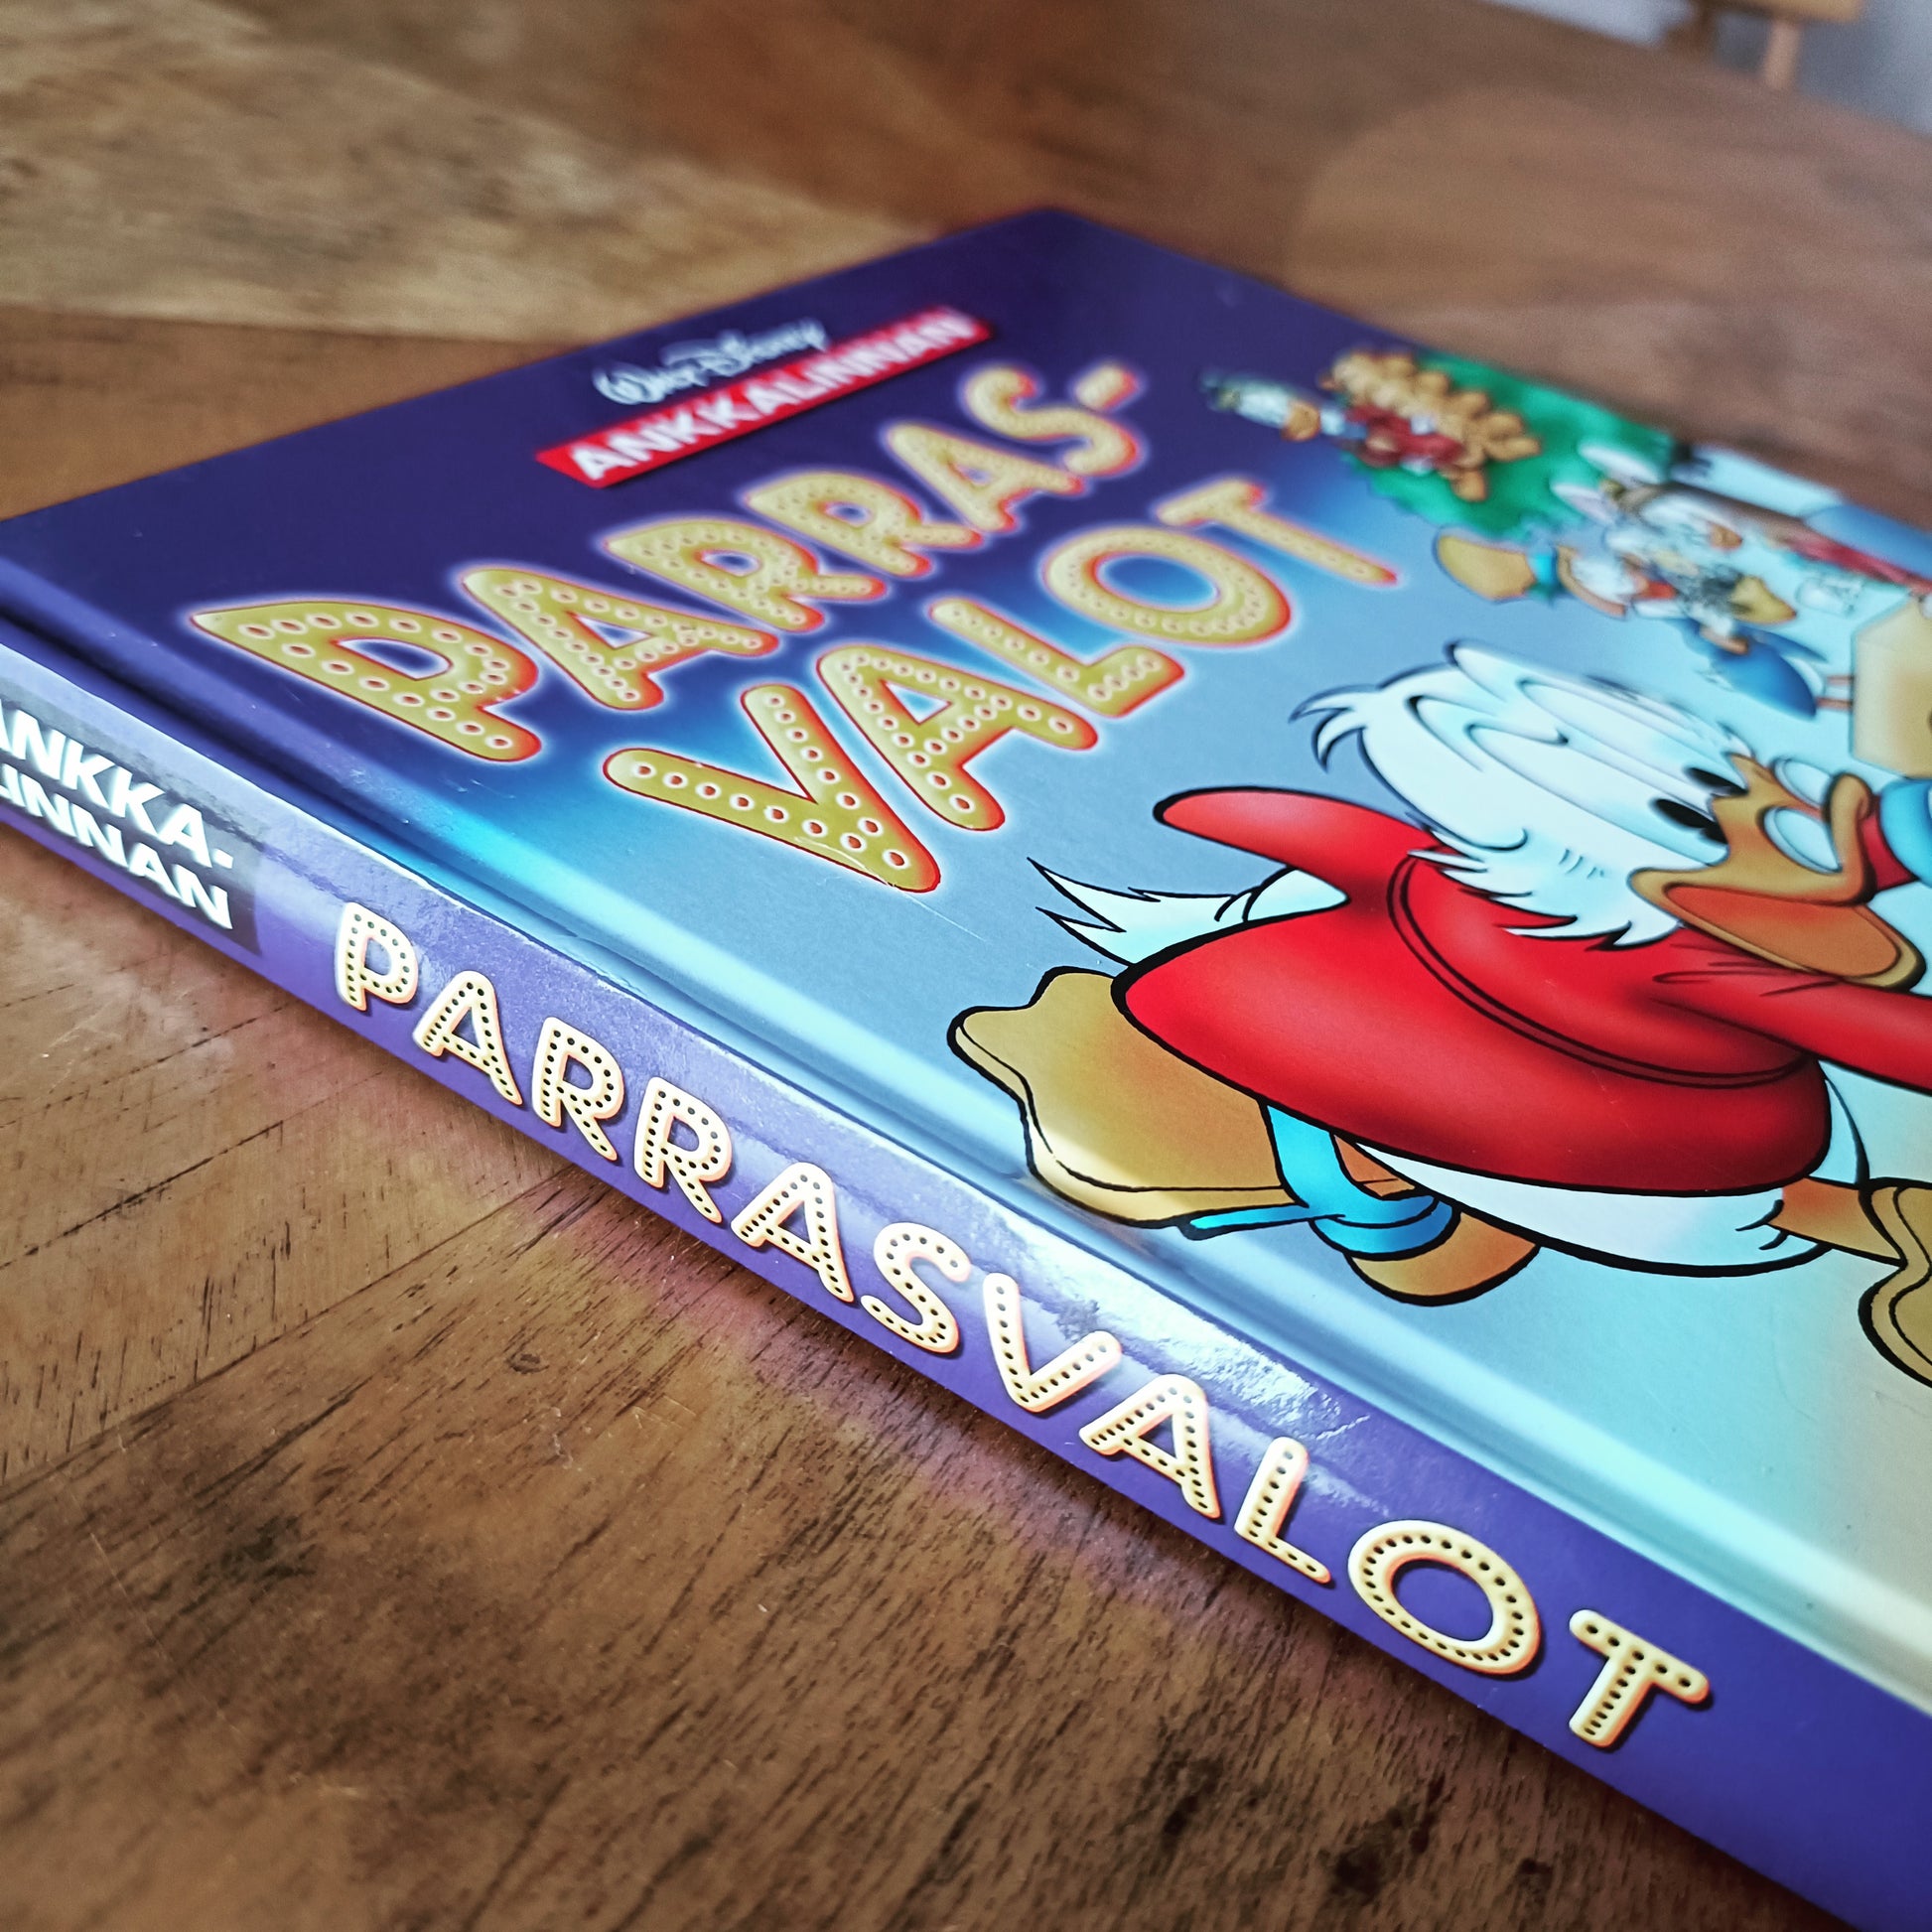 Walt Disney
ANKKALINNAN
PARRAS-
VALOT
ANKKA-
LINNAN
PARRASVALOT